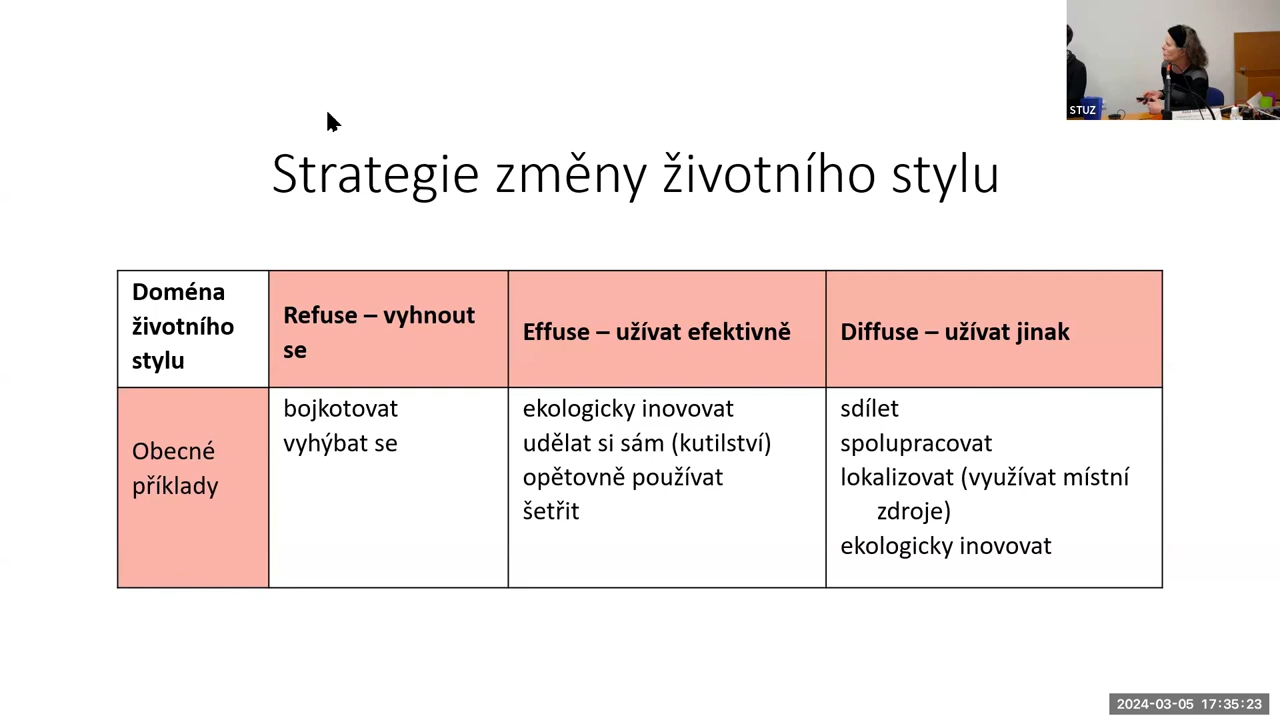 STUZ
Strategie změny životního stylu
Doména
životního
stylu
Refuse – vyhnout
se
Effuse – užívat efektivně
Diffuse – užívat jinak
Obecné
příklady
bojkotovat
vyhýbat se
ekologicky inovovat
udělat si sám (kutilství)
opětovně používat
šetřit
sdílet
spolupracovat
lokalizovat (využívat místní
zdroje)
ekologicky inovovat
2024-03-05 17:35:23